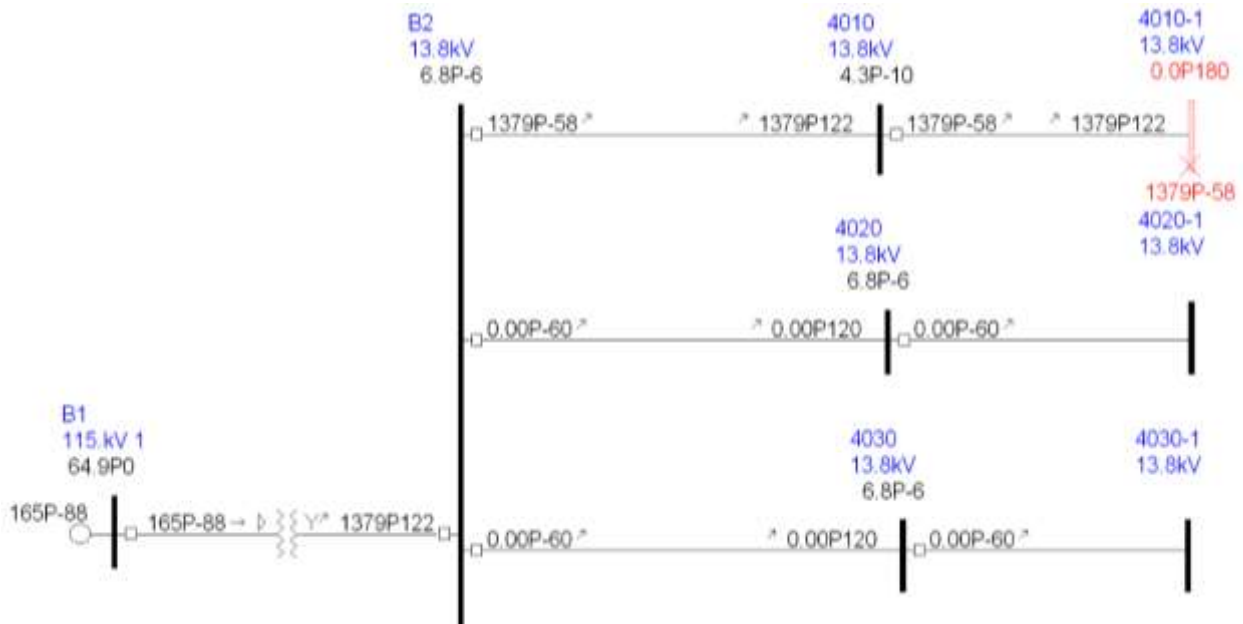 B2
13.8kV
6.8P-6
4010
13.8kV
4.3P-10
4010-1
13.8kV
0.0P180
1379P-58
1379P122
1379P-58
1379P122
1379P-58
4020
13.8kV
6.8P-6
4020-1
13.8kV
0.00P-60
0.00P120
0.00P-60
B1
115.kV 1
64.9P0
4030
13.8kV
6.8P-6
4030-1
13.8kV
165P-88
165P-88
Y
1379P122
0.00P-60
0.00P120
0.00P-60